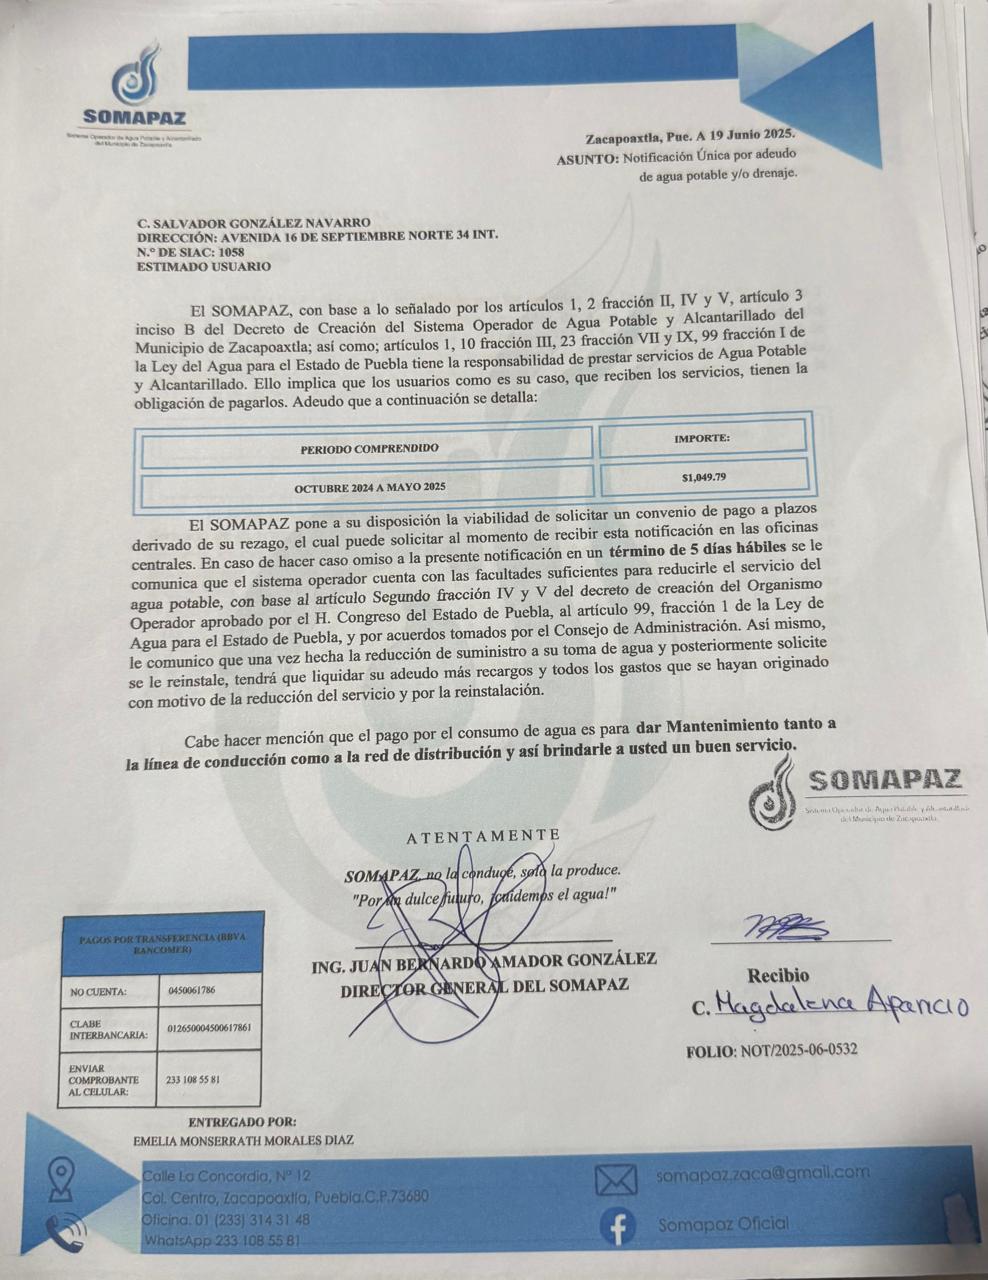 SOMAPAZ
Sistema Operador de Agua Potable y Alcantarillado
del Municipio de Zacapoaxtla
Zacapoaxtla, Pue. A 19 Junio 2025.
ASUNTO: Notificación Única por adeudo
de agua potable y/o drenaje.
C. SALVADOR GONZÁLEZ NAVARRO
DIRECCIÓN: AVENIDA 16 DE SEPTIEMBRE NORTE 34 INT.
N.º DE SIAC: 1058
ESTIMADO USUARIO
El SOMAPAZ, con base a lo señalado por los artículos 1, 2 fracción II, IV y V, artículo 3
inciso B del Decreto de Creación del Sistema Operador de Agua Potable y Alcantarillado del
Municipio de Zacapoaxtla; así como; artículos 1, 10 fracción III, 23 fracción VII y IX, 99 fracción I de
la Ley del Agua para el Estado de Puebla tiene la responsabilidad de prestar servicios de Agua Potable
y Alcantarillado. Ello implica que los usuarios como es su caso, que reciben los servicios, tienen la
obligación de pagarlos. Adeudo que a continuación se detalla:
PERIODO COMPRENDIDO IMPORTE:
OCTUBRE 2024 A MAYO 2025 $1,049.79
El SOMAPAZ pone a su disposición la viabilidad de solicitar un convenio de pago a plazos
derivado de su rezago, el cual puede solicitar al momento de recibir esta notificación en las oficinas
centrales. En caso de hacer caso omiso a la presente notificación en un término de 5 días hábiles se le
comunica que el sistema operador cuenta con las facultades suficientes para reducirle el servicio del
agua potable, con base al artículo Segundo fracción IV y V del decreto de creación del Organismo
Operador aprobado por el H. Congreso del Estado de Puebla, al artículo 99, fracción 1 de la Ley de
Agua para el Estado de Puebla, y por acuerdos tomados por el Consejo de Administración. Así mismo,
le comunico que una vez hecha la reducción de suministro a su toma de agua y posteriormente solicite
se le reinstale, tendrá que liquidar su adeudo más recargos y todos los gastos que se hayan originado
con motivo de la reducción del servicio y por la reinstalación.
Cabe hacer mención que el pago por el consumo de agua es para dar Mantenimiento tanto a
la línea de conducción como a la red de distribución y así brindarle a usted un buen servicio.
SOMAPAZ
Sistema Operador de Agua Potable y Alcantarillado
del Municipio de Zacapoaxtla
ATENTAMENTE
SOMAPAZ, no la conduce, solo la produce.
"Por un dulce futuro, ¡cuidemos el agua!"
ING. JUAN BERNARDO AMADOR GONZÁLEZ
DIRECTOR GENERAL DEL SOMAPAZ
Recibio
C. Magdalena Aparicio
FOLIO: NOT/2025-06-0532
PAGOS POR TRANSFERENCIA (BBVA
BANCOMER)
NO CUENTA: 0450061786
CLABE
INTERBANCARIA: 012650004500617861
ENVIAR
COMPROBANTE
AL CELULAR: 233 108 55 81
ENTREGADO POR:
EMELIA MONSERRATH MORALES DIAZ
Calle La Concordia, Nº 12
Col. Centro, Zacapoaxtla, Puebla.C.P.73680
Oficina. 01 (233) 314 31 48
WhatsApp 233 108 55 81
somapaz.zaca@gmail.com
Somapaz Oficial